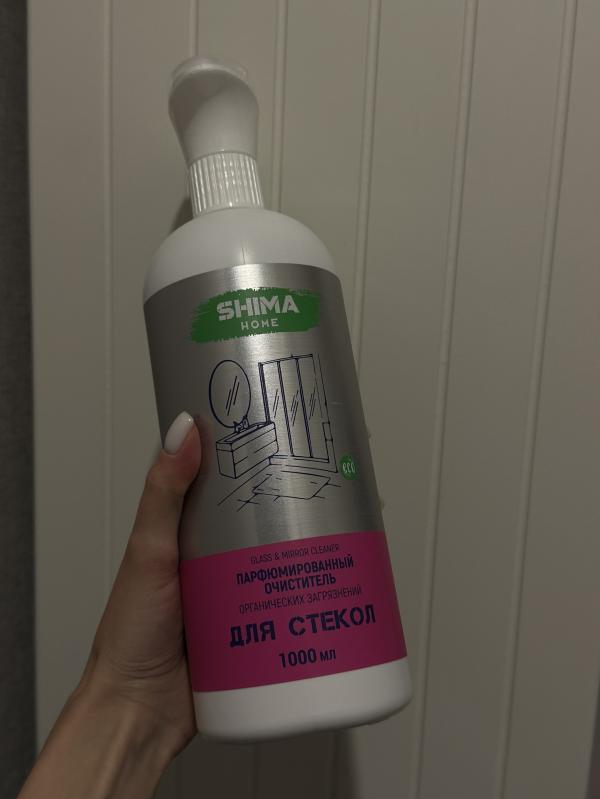 SHIMA
HOME
eco
GLASS & MIRROR CLEANER
ПАРФЮМИРОВАННЫЙ
ОЧИСТИТЕЛЬ
ОРГАНИЧЕСКИХ ЗАГРЯЗНЕНИЙ
ДЛЯ СТЕКОЛ
1000 МЛ